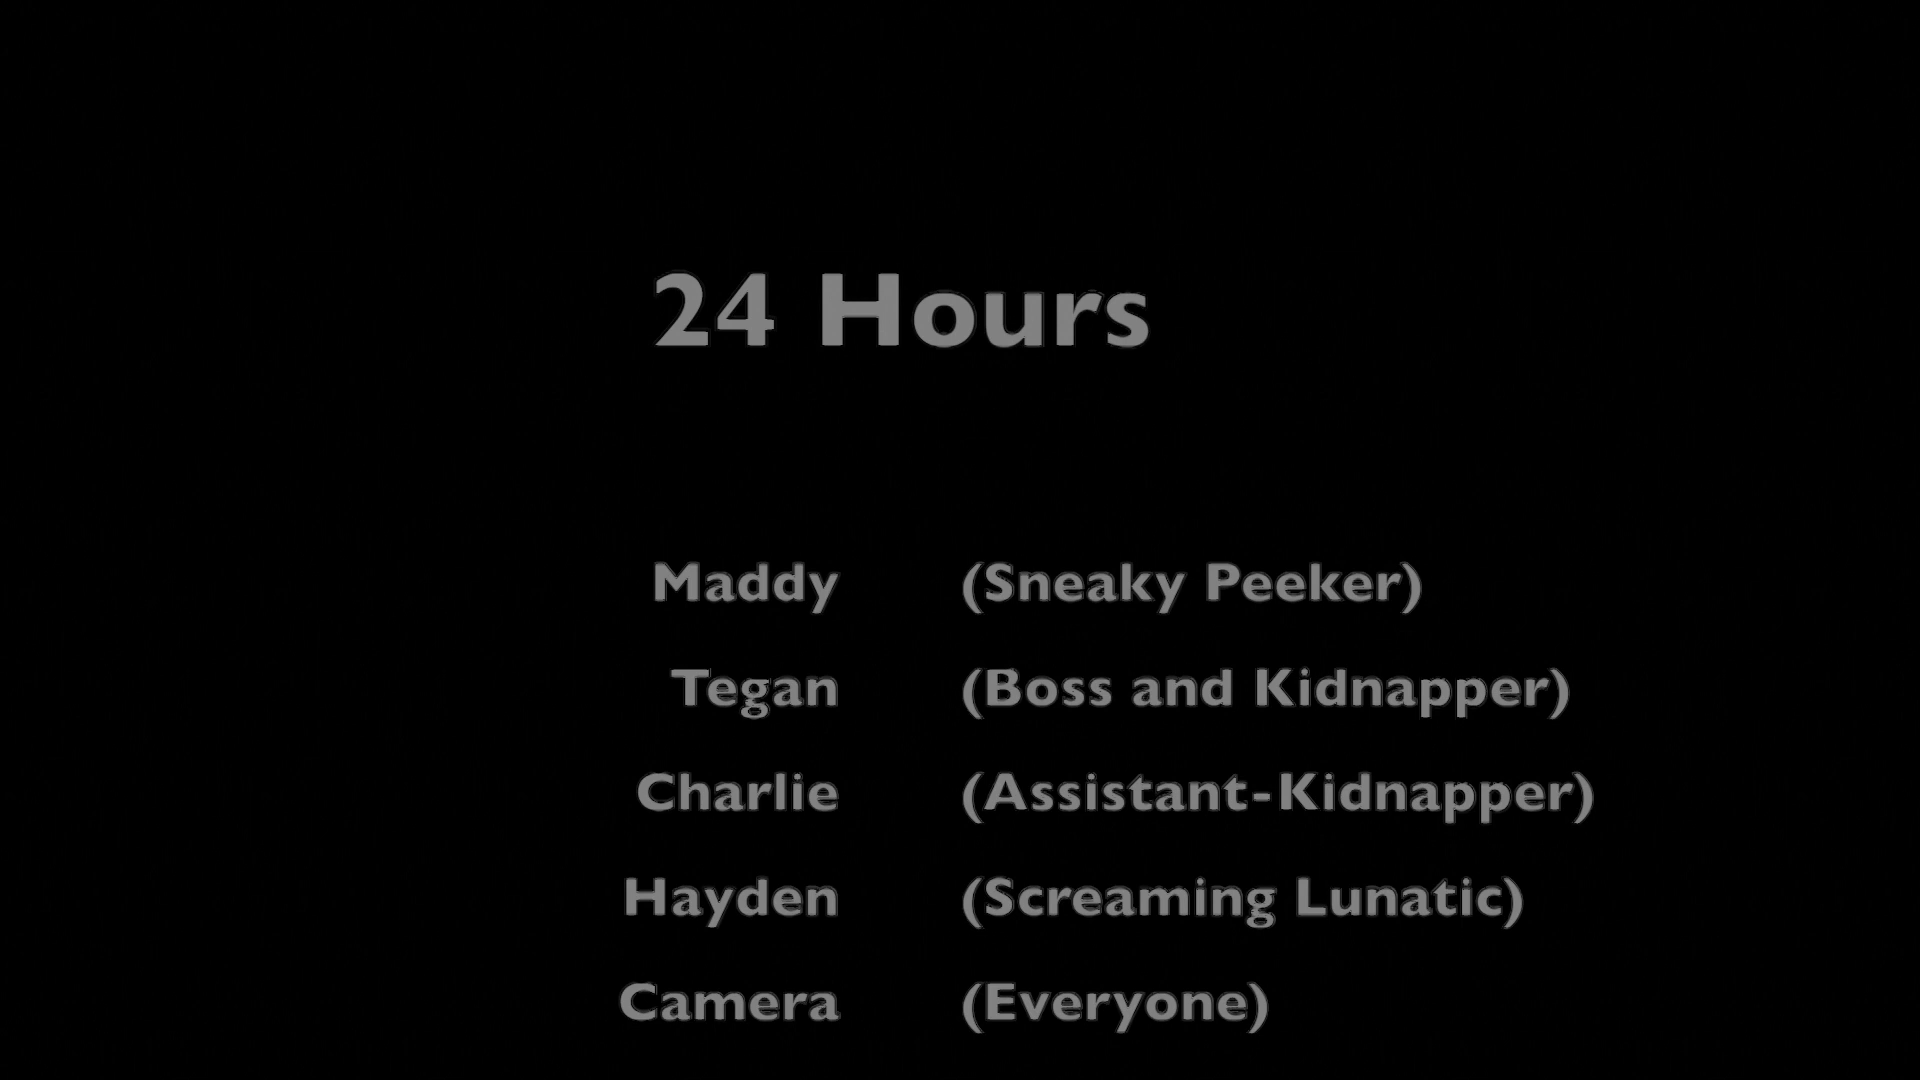 24 Hours
Maddy (Sneaky Peeker)
Tegan (Boss and Kidnapper)
Charlie (Assistant-Kidnapper)
Hayden (Screaming Lunatic)
Camera (Everyone)